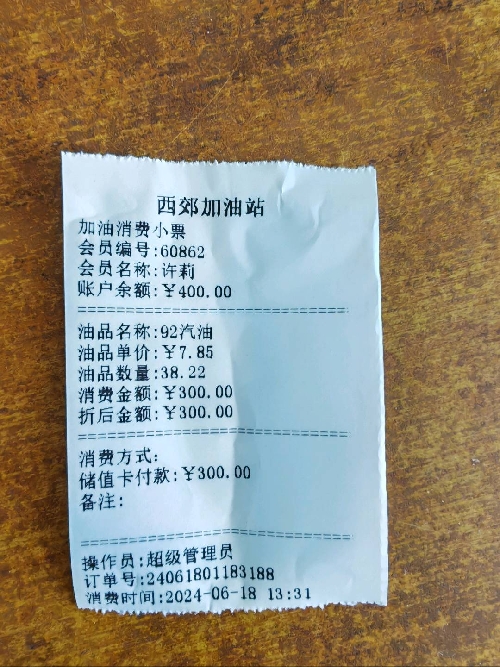 西郊加油站
加油消费小票
会员编号:60862
会员名称:许莉
账户余额:￥400.00
油品名称:92汽油
油品单价:￥7.85
油品数量:38.22
消费金额:￥300.00
折后金额:￥300.00
消费方式:
储值卡付款:￥300.00
备注:
操作员:超级管理员
订单号:24061801183188
消费时间:2024-06-18 13:31